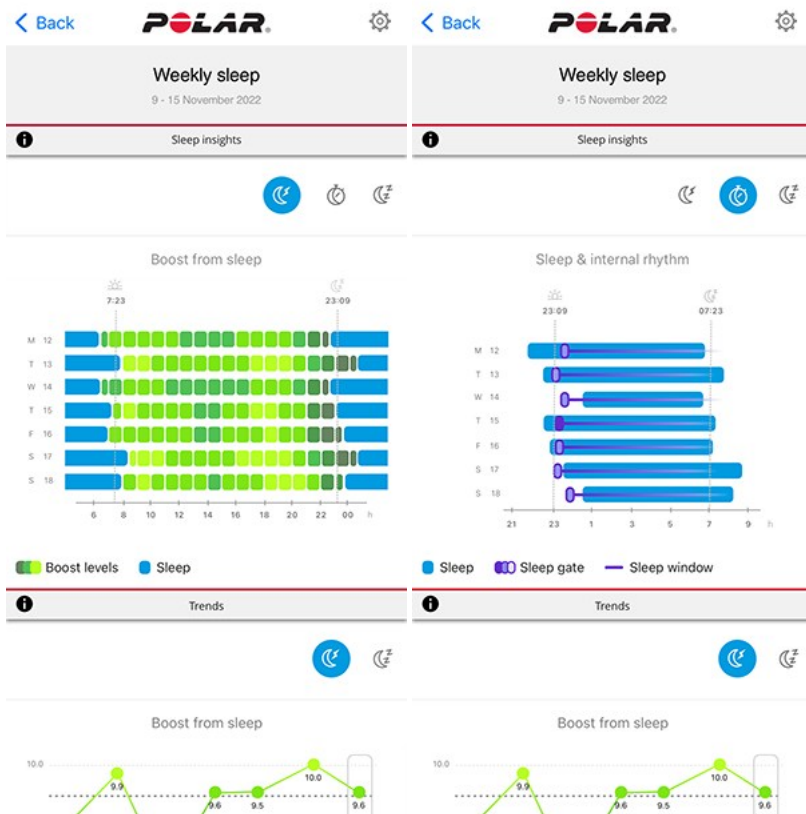 Back
POLAR.
Weekly sleep
9 - 15 November 2022
Sleep insights
Boost from sleep
7:23
23:09
M 12
T 13
W 14
T 15
F 16
S 17
S 18
6 8 10 12 14 16 18 20 22 00 h
Boost levels Sleep
Trends
Boost from sleep
10.0
9.9
9.6
9.5
10.0
9.6
Back
POLAR.
Weekly sleep
9 - 15 November 2022
Sleep insights
Sleep & internal rhythm
23:09
07:23
M 12
T 13
W 14
T 15
F 16
S 17
S 18
21 23 1 3 5 7 9 h
Sleep Sleep gate Sleep window
Trends
Boost from sleep
10.0
9.9
9.6
9.5
10.0
9.6